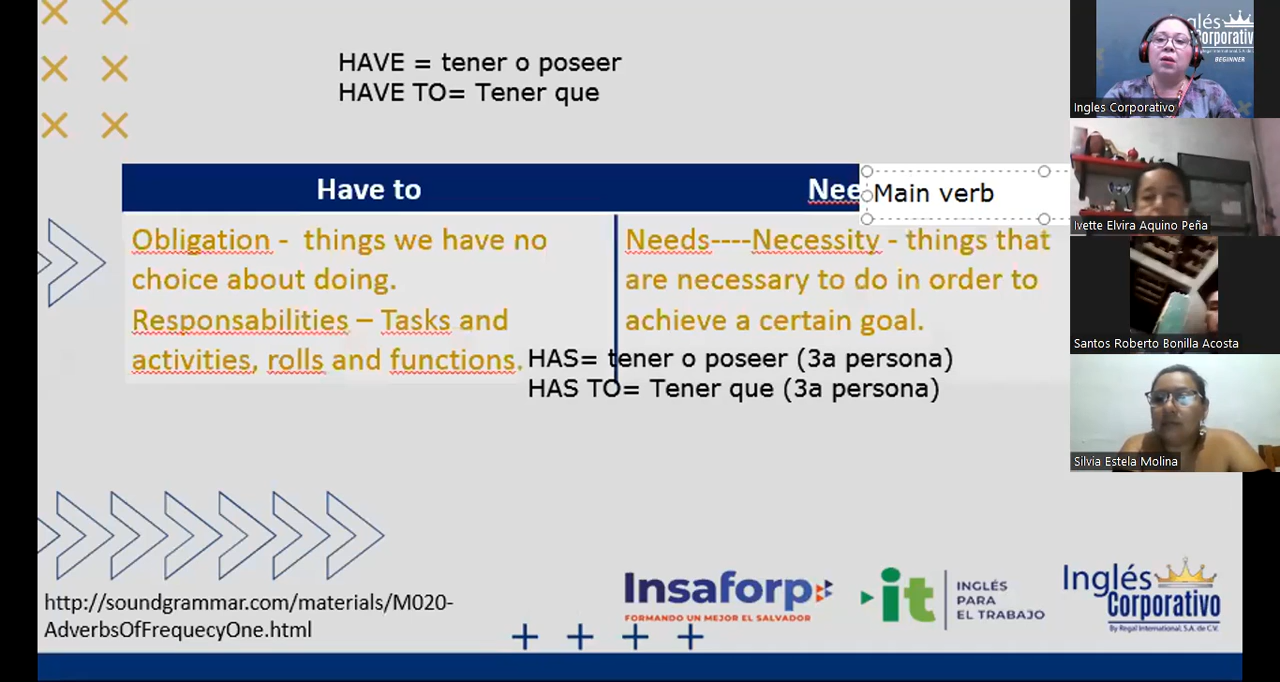 HAVE = tener o poseer
HAVE TO= Tener que
Have to
Nee
Main verb
Obligation - things we have no
choice about doing.
Responsabilities – Tasks and
activities, rolls and functions.
Needs----Necessity - things that
are necessary to do in order to
achieve a certain goal.
HAS= tener o poseer (3a persona)
HAS TO= Tener que (3a persona)
http://soundgrammar.com/materials/M020-
AdverbsOfFrequecyOne.html
Insaforp
FORMANDO UN MEJOR EL SALVADOR
it
INGLÉS
PARA
EL TRABAJO
Inglés
Corporativo
By Regal International, S.A. de C.V.
BEGINNER
Ingles Corporativo
Ivette Elvira Aquino Peña
Santos Roberto Bonilla Acosta
Silvia Estela Molina